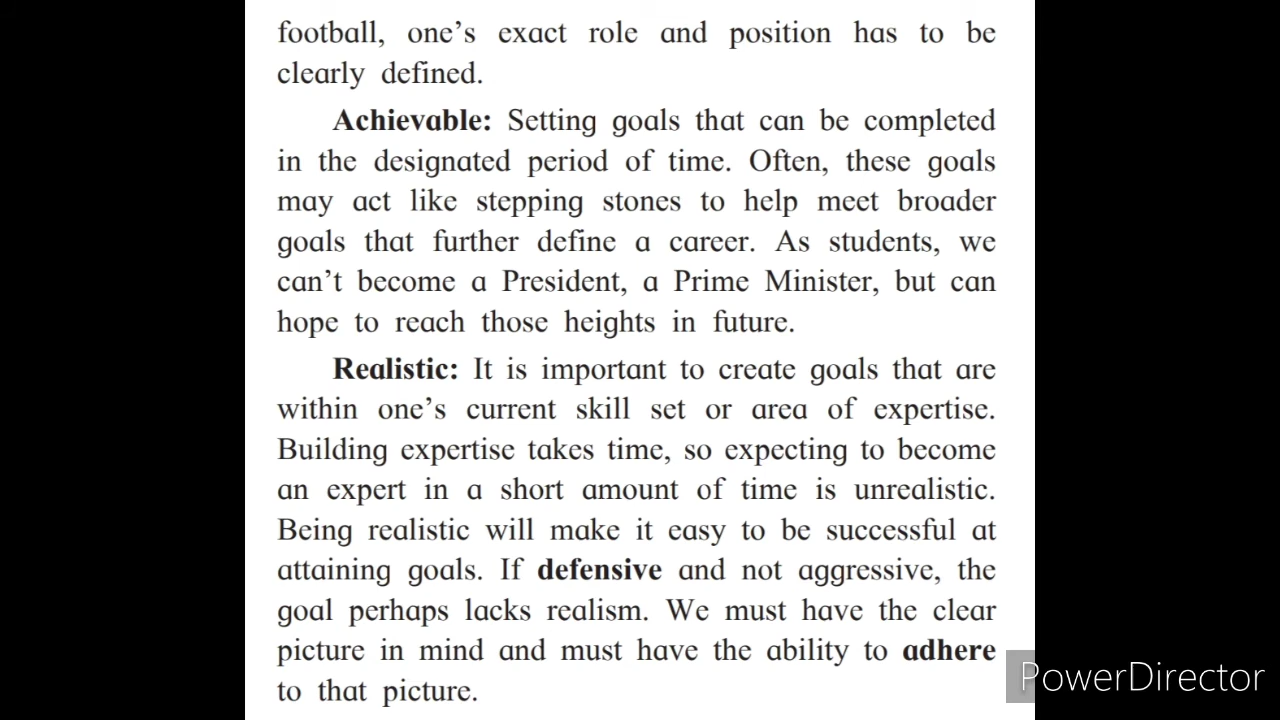 football, one’s exact role and position has to be
clearly defined.
Achievable: Setting goals that can be completed
in the designated period of time. Often, these goals
may act like stepping stones to help meet broader
goals that further define a career. As students, we
can’t become a President, a Prime Minister, but can
hope to reach those heights in future.
Realistic: It is important to create goals that are
within one’s current skill set or area of expertise.
Building expertise takes time, so expecting to become
an expert in a short amount of time is unrealistic.
Being realistic will make it easy to be successful at
attaining goals. If defensive and not aggressive, the
goal perhaps lacks realism. We must have the clear
picture in mind and must have the ability to adhere
to that picture.
PowerDirector